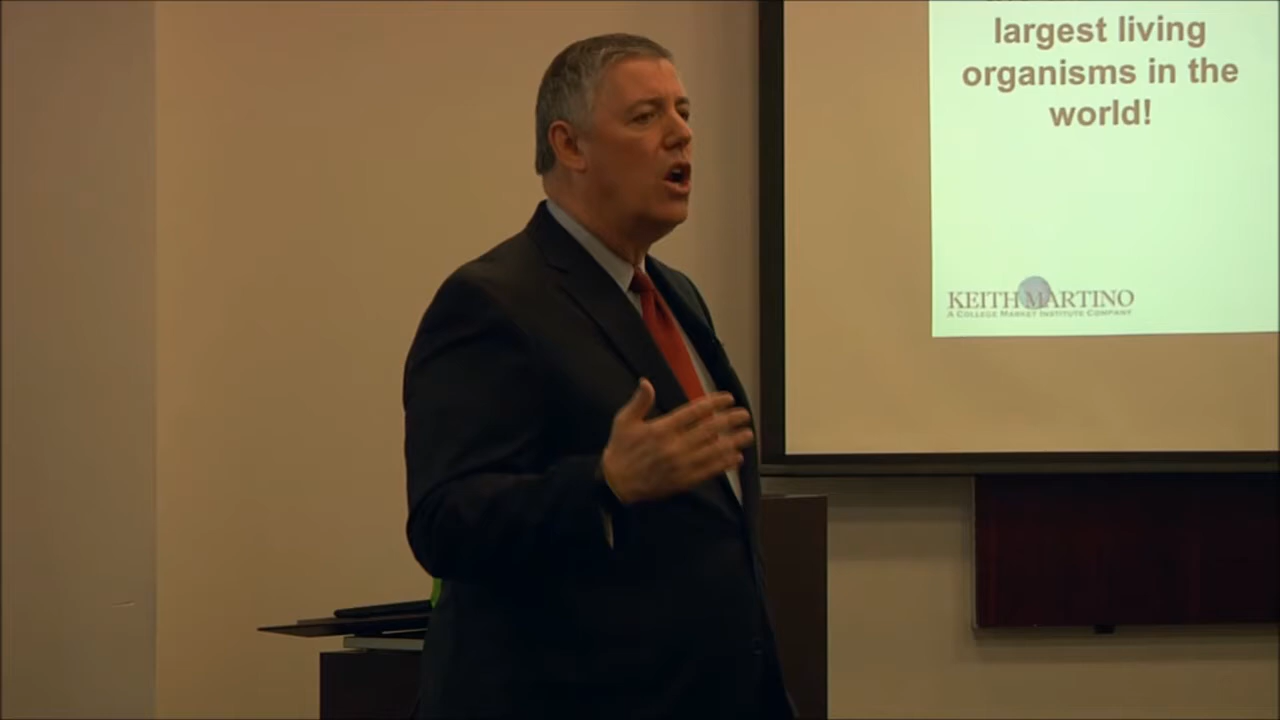 largest living
organisms in the
world!
KEITH MARTINO
A COLLEGE MARKET INSTITUTE COMPANY